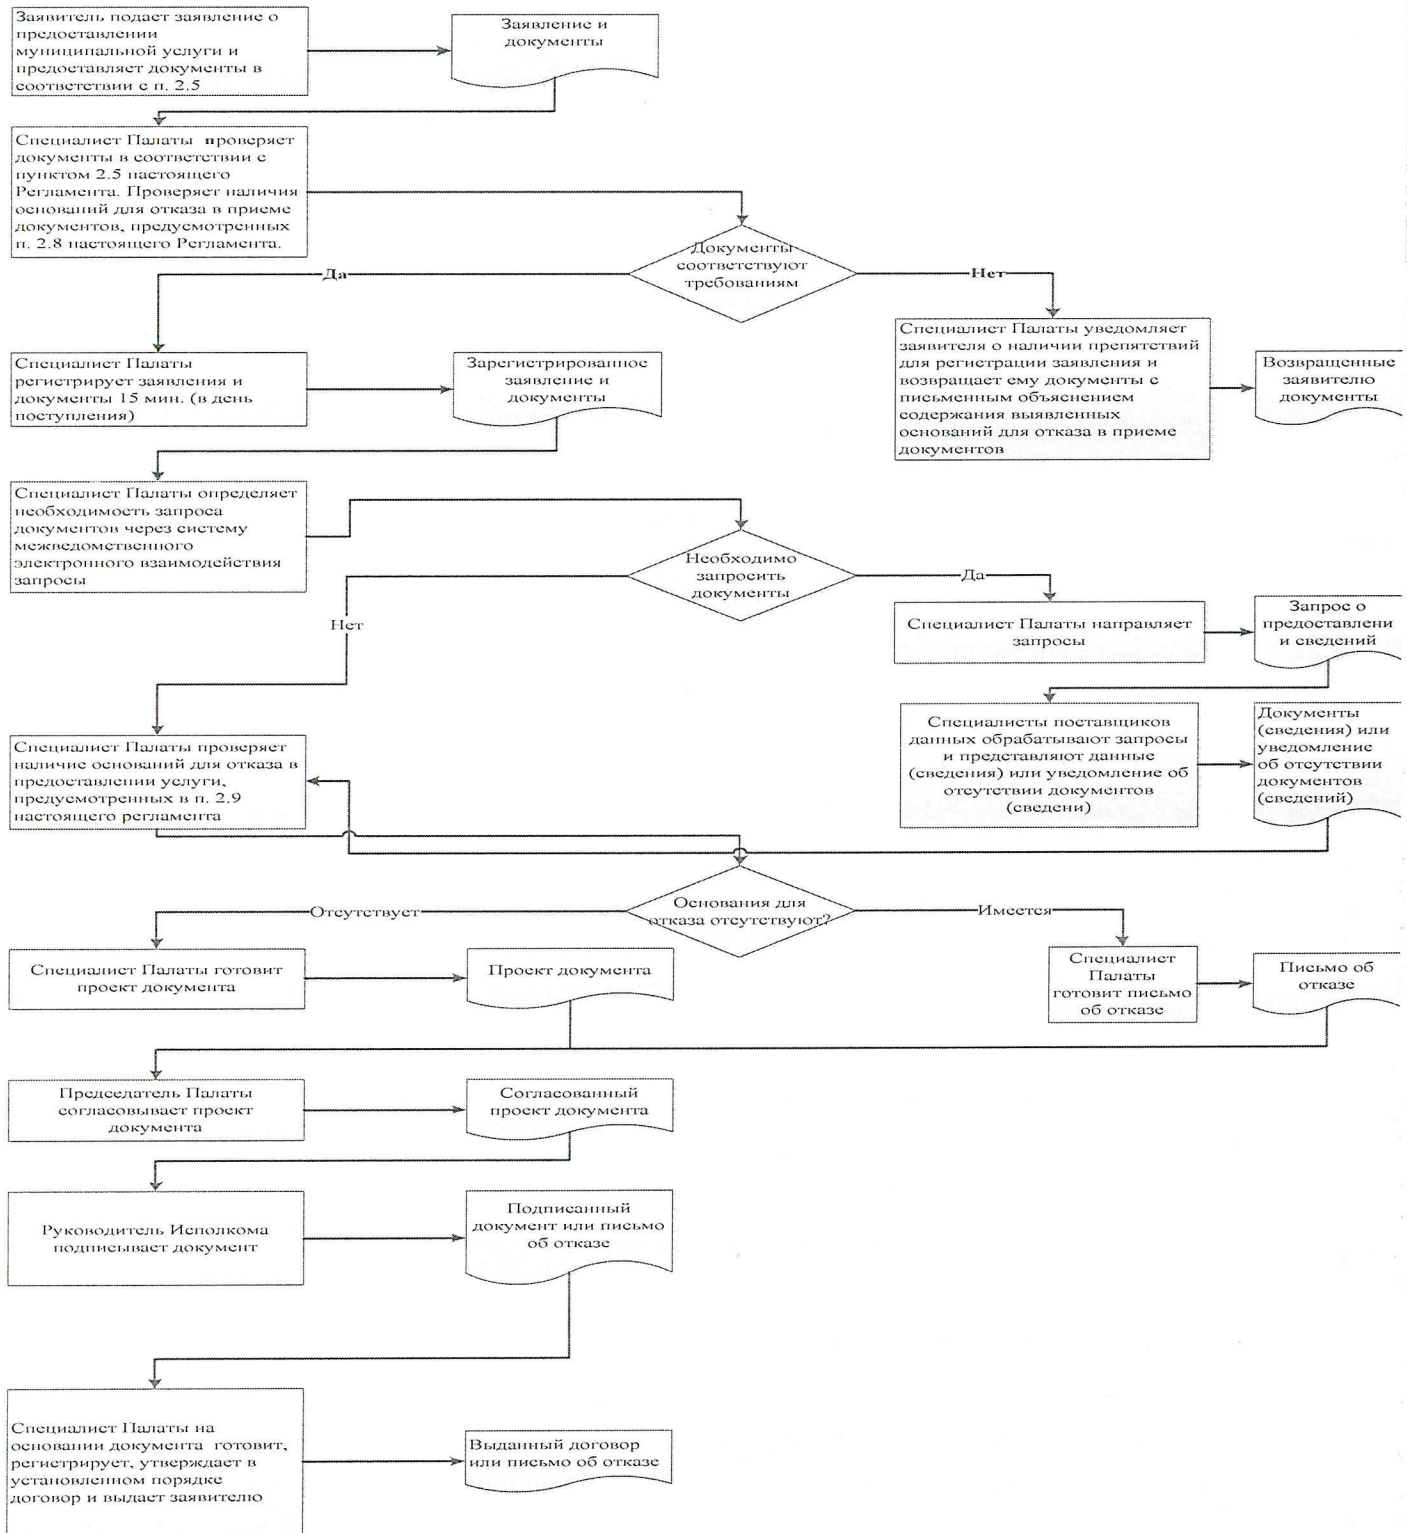 Заявитель подает заявление о
предоставлении
муниципальной услуги и
предоставляет документы в
соответствии с п. 2.5
Заявление и
документы
Специалист Палаты проверяет
документы в соответствии с
пунктом 2.5 настоящего
Регламента. Проверяет наличия
оснований для отказа в приеме
документов, предусмотренных
п. 2.8 настоящего Регламента.
Документы
соответствуют
требованиям
Да
Нет
Специалист Палаты
регистрирует заявления и
документы 15 мин. (в день
поступления)
Зарегистрированное
заявление и
документы
Специалист Палаты уведомляет
заявителя о наличии препятствий
для регистрации заявления и
возвращает ему документы с
письменным объяснением
содержания выявленных
оснований для отказа в приеме
документов
Возвращенные
заявителю
документы
Специалист Палаты определяет
необходимость запроса
документов через систему
межведомственного
электронного взаимодействия
запросы
Необходимо
запросить
документы
Да
Нет
Специалист Палаты направляет
запросы
Запрос о
предоставлени
и сведений
Специалисты поставщиков
данных обрабатывают запросы
и представляют данные
(сведения) или уведомление об
отсутствии документов
(сведени)
Документы
(сведения) или
уведомление
об отсутствии
документов
(сведений)
Специалист Палаты проверяет
наличие оснований для отказа в
предоставлении услуги,
предусмотренных в п. 2.9
настоящего регламента
Основания для
отказа отсутствуют?
Отсутствует
Имеется
Специалист Палаты готовит
проект документа
Проект документа
Специалист
Палаты
готовит письмо
об отказе
Письмо об
отказе
Председатель Палаты
согласовывает проект
документа
Согласованный
проект документа
Руководитель Исполкома
подписывает документ
Подписанный
документ или письмо
об отказе
Специалист Палаты на
основании документа готовит,
регистрирует, утверждает в
установленном порядке
договор и выдает заявителю
Выданный договор
или письмо об отказе